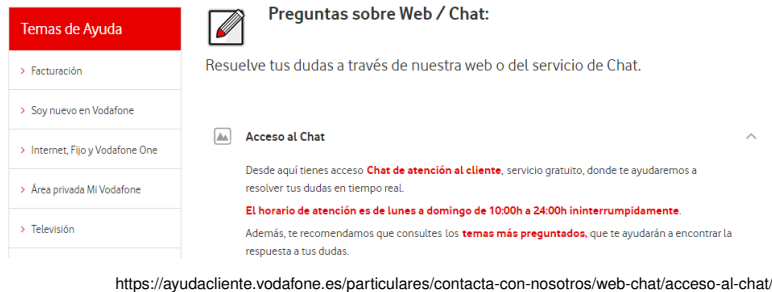 Temas de Ayuda
> Facturación
> Soy nuevo en Vodafone
> Internet, Fijo y Vodafone One
> Área privada Mi Vodafone
> Televisión
Preguntas sobre Web / Chat:
Resuelve tus dudas a través de nuestra web o del servicio de Chat.
Acceso al Chat
Desde aquí tienes acceso Chat de atención al cliente, servicio gratuito, donde te ayudaremos a
resolver tus dudas en tiempo real.
El horario de atención es de lunes a domingo de 10:00h a 24:00h ininterrumpidamente.
Además, te recomendamos que consultes los temas más preguntados, que te ayudarán a encontrar la
respuesta a tus dudas.
https://ayudacliente.vodafone.es/particulares/contacta-con-nosotros/web-chat/acceso-al-chat/